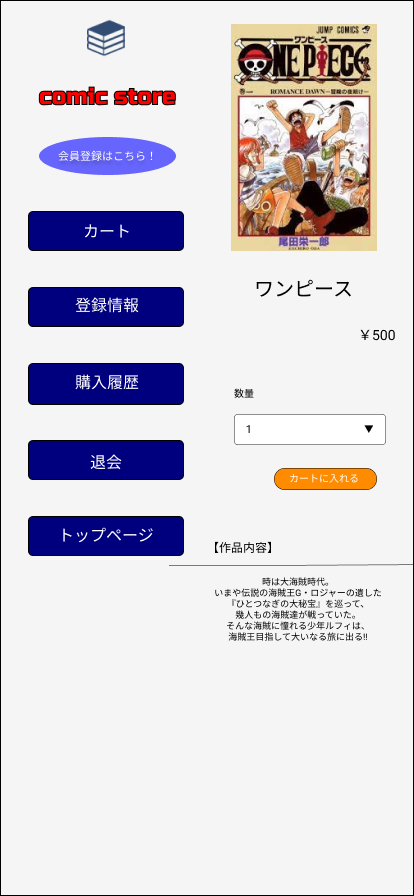 comic store
会員登録はこちら！
カート
登録情報
購入履歴
退会
トップページ
JUMP COMICS
ワンピース
ONE PIECE
巻一
ROMANCE DAWN―冒険の夜明け―
尾田栄一郎
EIICHIRO ODA
ワンピース
￥500
数量
1
カートに入れる
【作品内容】
時は大海賊時代。
いまや伝説の海賊王G・ロジャーの遺した
『ひとつなぎの大秘宝』を巡って、
幾人もの海賊達が戦っていた。
そんな海賊に憧れる少年ルフィは、
海賊王目指して大いなる旅に出る!!